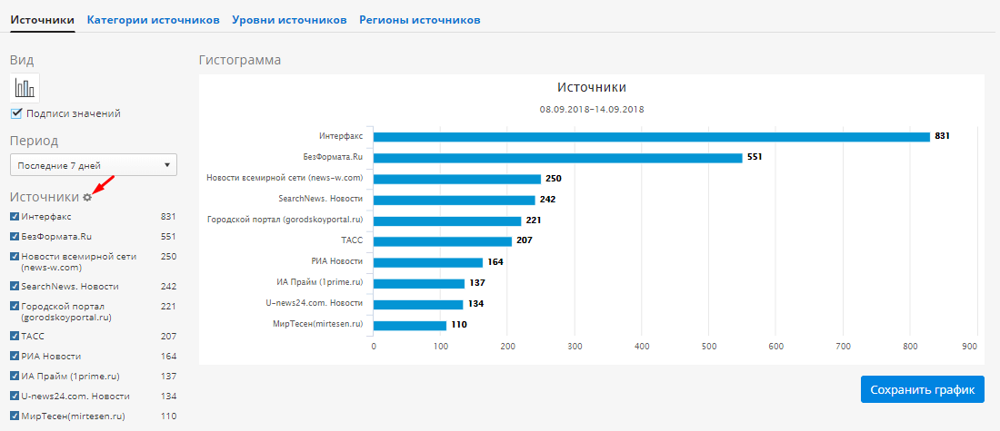 Источники Категории источников Уровни источников Регионы источников
Вид
Подписи значений
Период
Последние 7 дней
Источники
Интерфакс 831
БезФормата.Ru 551
Новости всемирной сети 250
(news-w.com)
SearchNews. Новости 242
Городской портал 221
(gorodskoyportal.ru)
ТАСС 207
РИА Новости 164
ИА Прайм (1prime.ru) 137
U-news24.com. Новости 134
МирТесен(mirtesen.ru) 110
Гистограмма
Источники
08.09.2018-14.09.2018
Интерфакс 831
БезФормата.Ru 551
Новости всемирной сети (news-w.com) 250
SearchNews. Новости 242
Городской портал (gorodskoyportal.ru) 221
ТАСС 207
РИА Новости 164
ИА Прайм (1prime.ru) 137
U-news24.com. Новости 134
МирТесен(mirtesen.ru) 110
0 100 200 300 400 500 600 700 800 900
Сохранить график